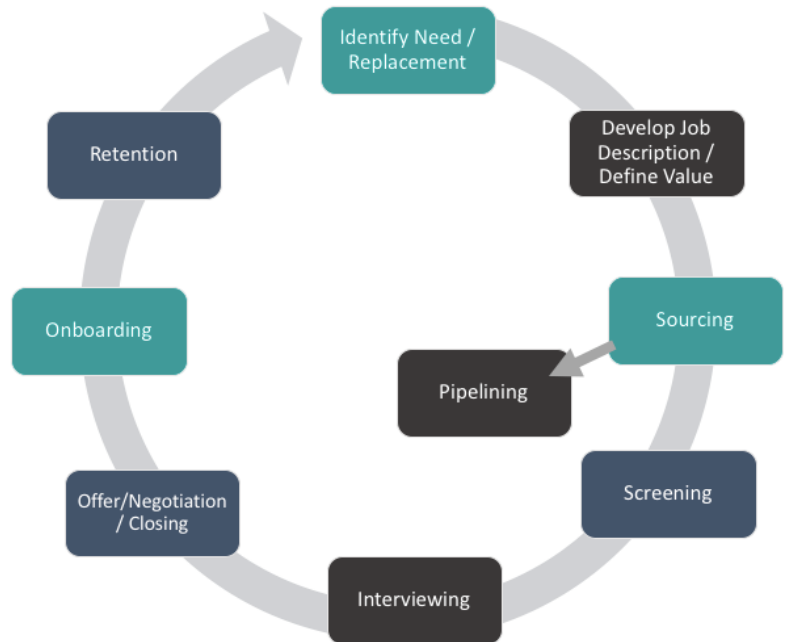 Identify Need /
Replacement
Develop Job
Description /
Define Value
Sourcing
Pipelining
Screening
Interviewing
Offer/Negotiation
/ Closing
Onboarding
Retention